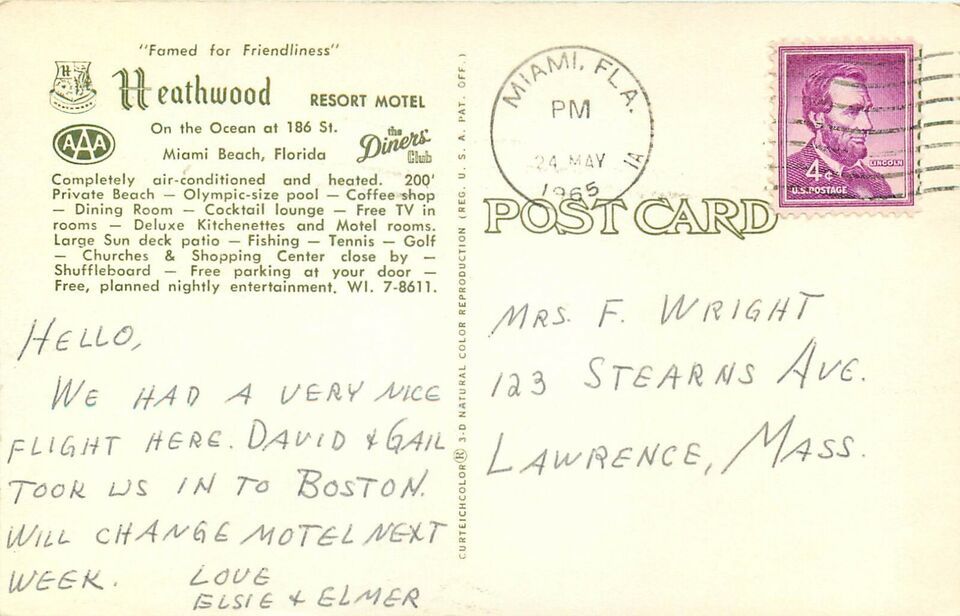 "Famed for Friendliness"
Heathwood RESORT MOTEL
On the Ocean at 186 St.
Miami Beach, Florida
AAA
the Diners' Club
Completely air-conditioned and heated. 200'
Private Beach — Olympic-size pool — Coffee shop
— Dining Room — Cocktail lounge — Free TV in
rooms — Deluxe Kitchenettes and Motel rooms.
Large Sun deck patio — Fishing — Tennis — Golf
— Churches & Shopping Center close by —
Shuffleboard — Free parking at your door —
Free, planned nightly entertainment. WI. 7-8611.
HELLO,
WE HAD A VERY NICE
FLIGHT HERE. DAVID & GAIL
TOOK US IN TO BOSTON.
WILL CHANGE MOTEL NEXT
WEEK.
LOVE
ELSIE & ELMER
CURTEICHCOLOR® 3-D NATURAL COLOR REPRODUCTION (REG. U. S. A. PAT. OFF.)
MIAMI, FLA.
PM
24 MAY
1965
1A
LINCOLN
4¢
U.S. POSTAGE
POST CARD
MRS. F. WRIGHT
123 STEARNS AVE.
LAWRENCE, MASS.